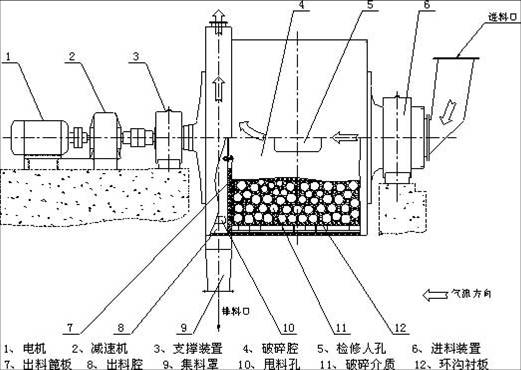 1
2
3
4
5
6
进料口
7
8
9
排料口
10
11
12
气流方向
1、电机 2、减速机 3、支撑装置 4、破碎腔 5、检修人孔 6、进料装置
7、出料篦板 8、出料腔 9、集料罩 10、甩料孔 11、破碎介质 12、环沟衬板